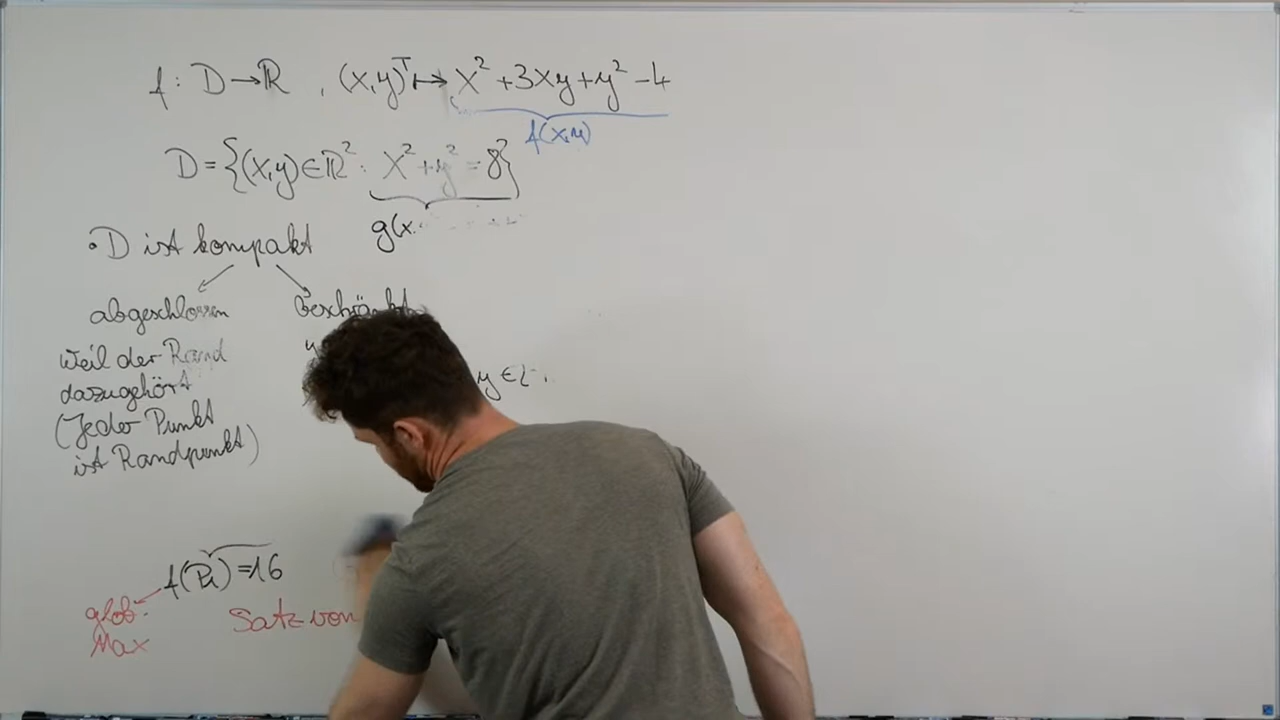 f: D→ℝ , (x,y)ᵀ ↦ x² + 3xy + y² - 4
f(x,y)
D = {(x,y) ∈ ℝ² : x² + y² = 8}
g(x.
• D ist kompakt
abgeschlossen beschränkt
weil der Rand
dazugehört
y ∈
(Jeder Punkt
ist Randpunkt)
f(P₁) = 16
glob.
Max
Satz von